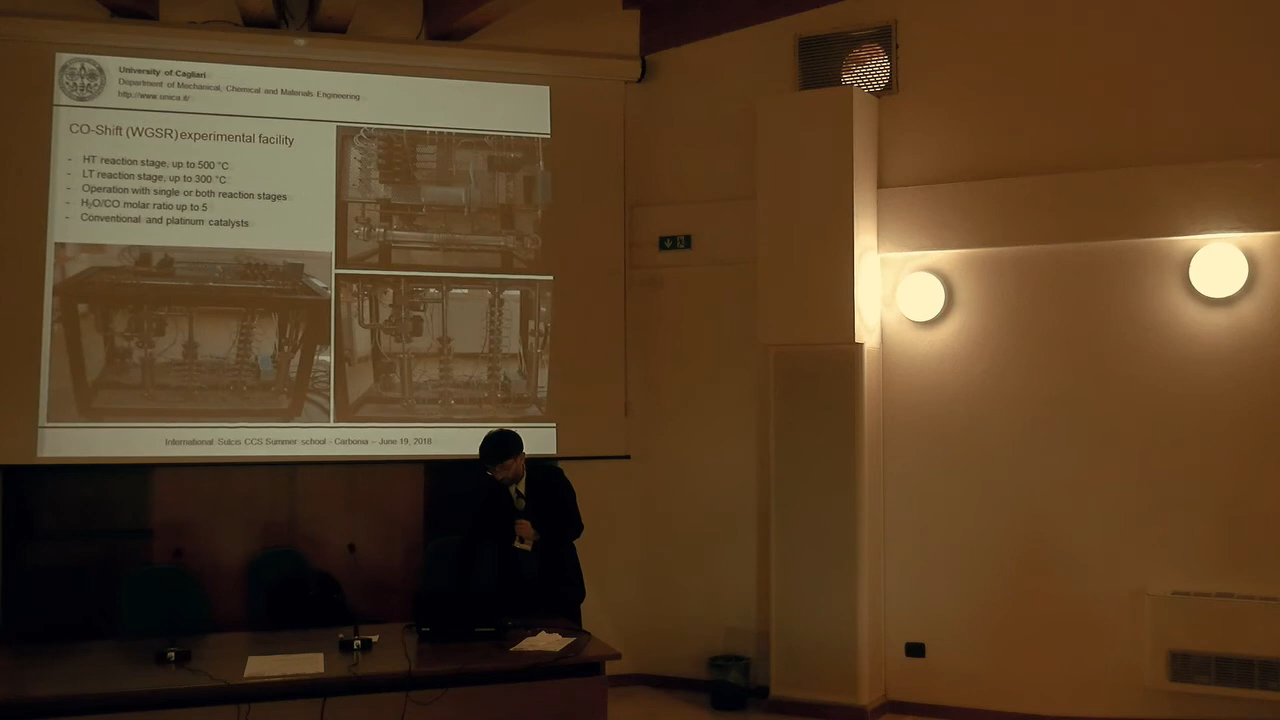 University of Cagliari
Department of Mechanical, Chemical and Materials Engineering
http://www.unica.it/
CO-Shift (WGSR) experimental facility
- HT reaction stage, up to 500 °C
- LT reaction stage, up to 300 °C
- Operation with single or both reaction stages
- H₂O/CO molar ratio up to 5
- Conventional and platinum catalysts
International Sulcis CCS Summer school - Carbonia – June 19, 2018